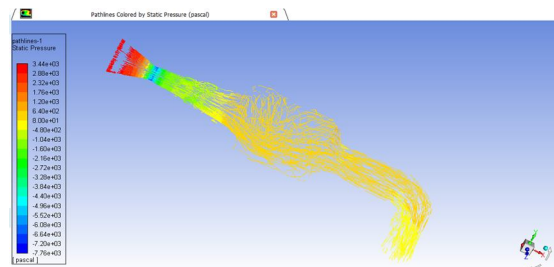 Pathlines Colored by Static Pressure (pascal)
pathlines-1
Static Pressure
3.44e+03
2.88e+03
2.32e+03
1.76e+03
1.20e+03
6.40e+02
8.00e+01
-4.80e+02
-1.04e+03
-1.60e+03
-2.16e+03
-2.72e+03
-3.28e+03
-3.84e+03
-4.40e+03
-4.96e+03
-5.52e+03
-6.08e+03
-6.64e+03
-7.20e+03
-7.76e+03
[ pascal ]